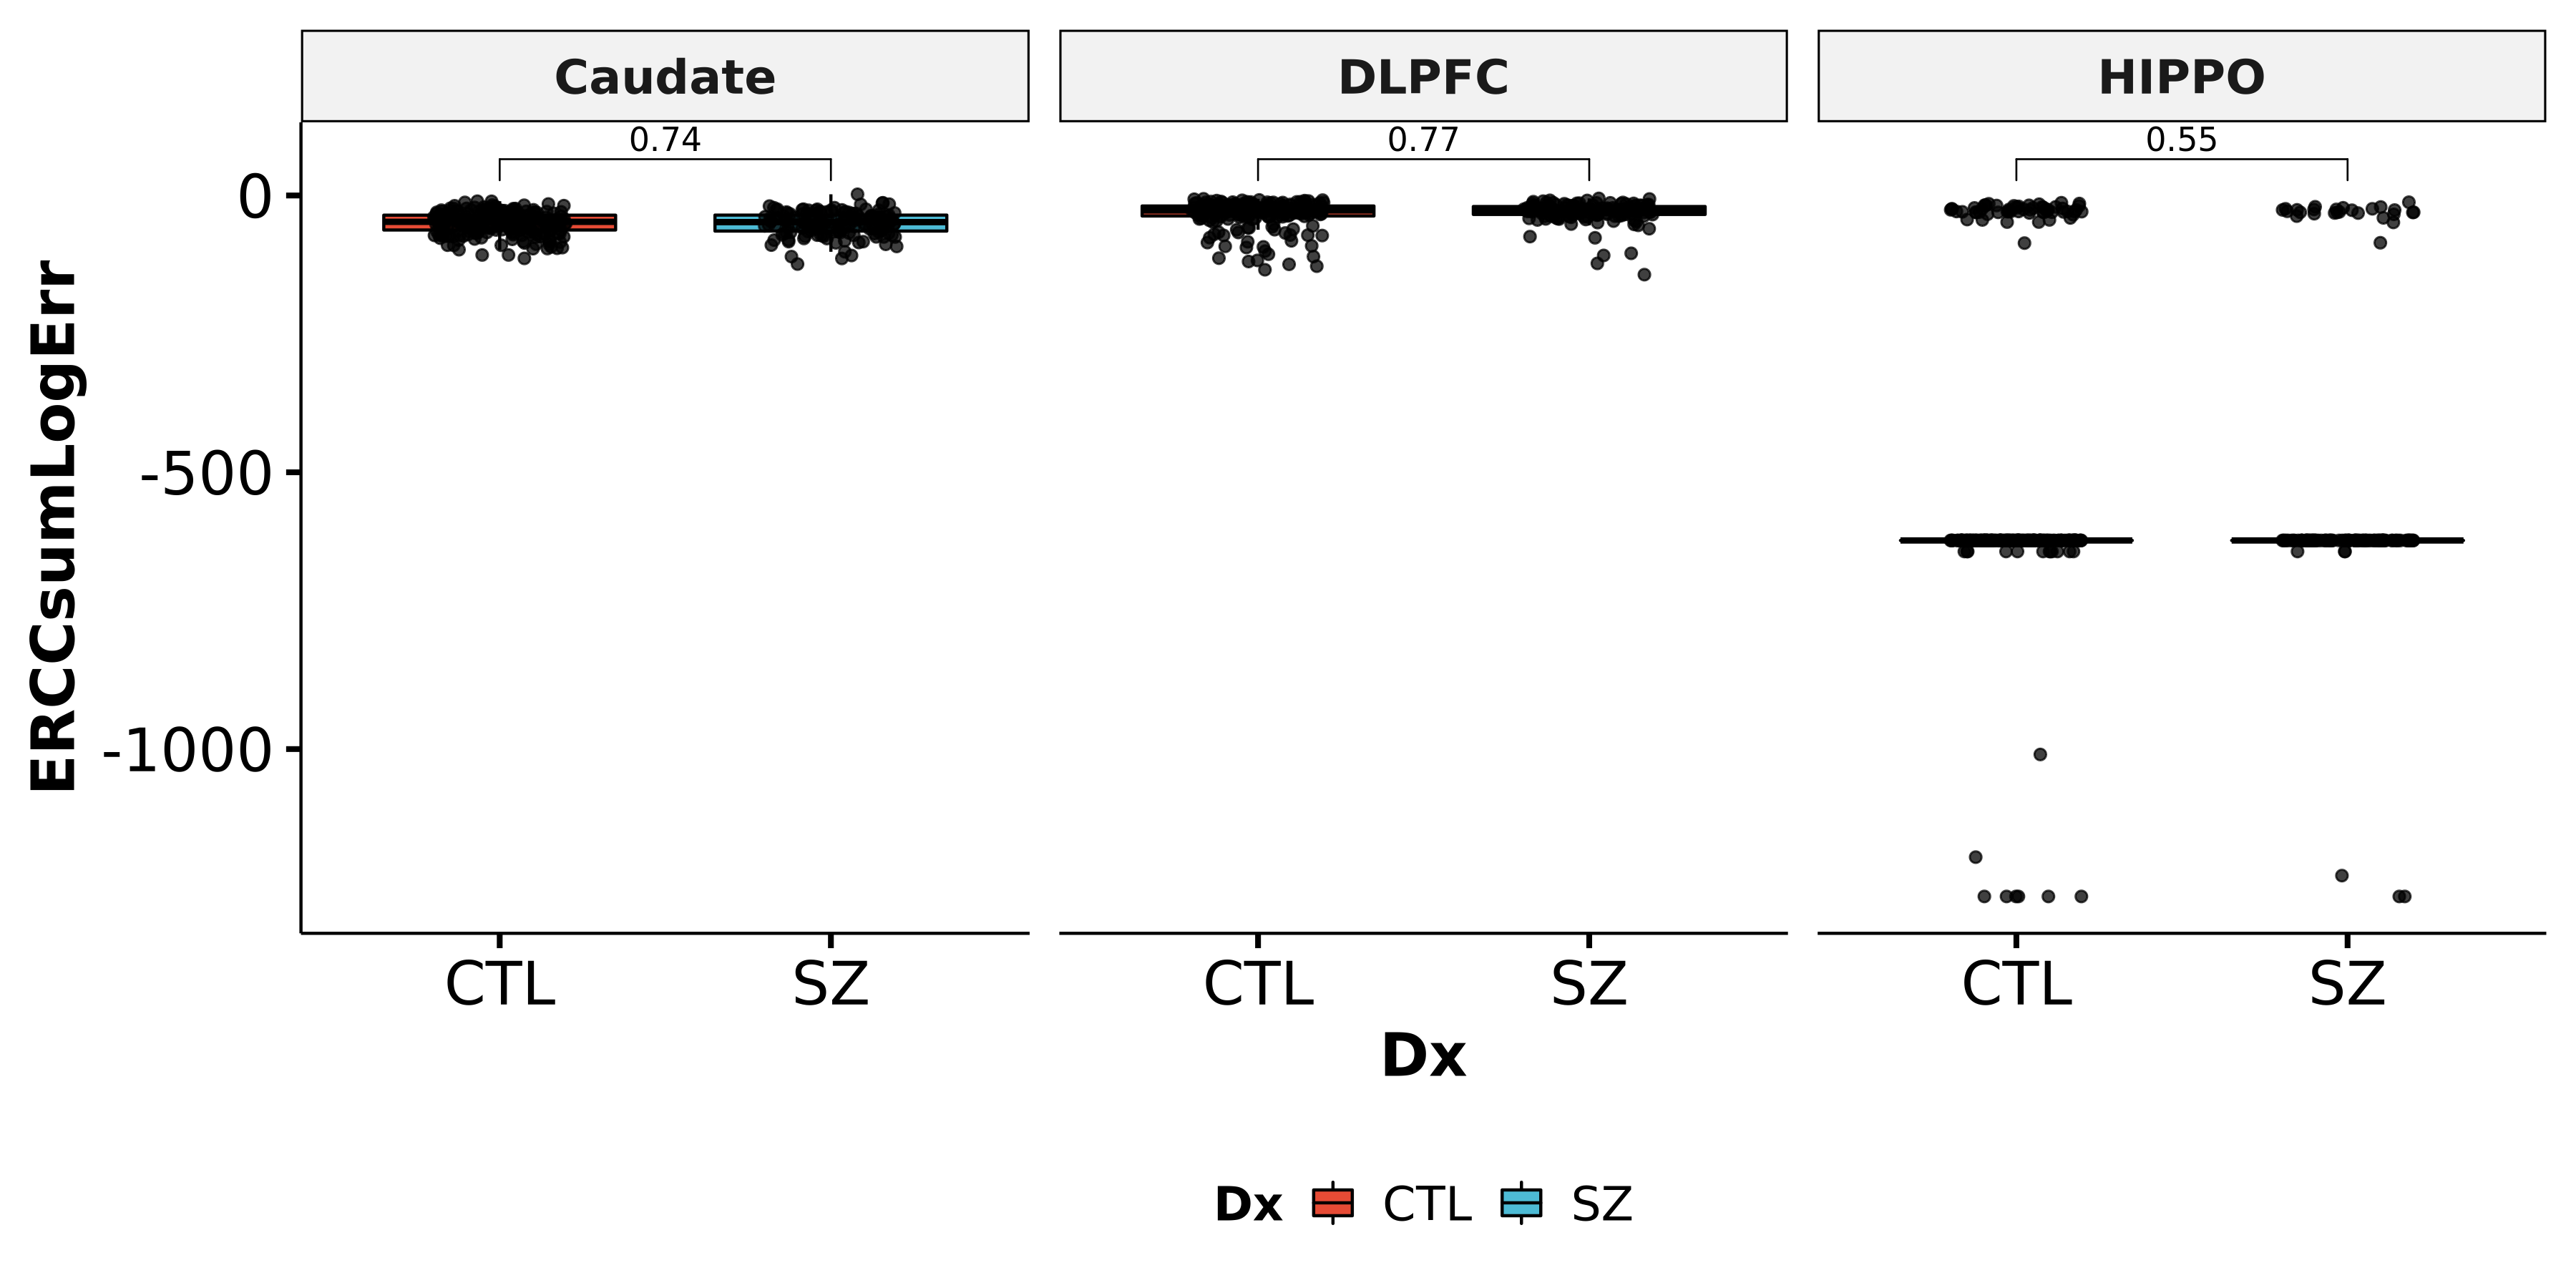 Caudate DLPFC HIPPO
0.74 0.77 0.55
0
-500
-1000
ERCCsumLogErr
CTL SZ CTL SZ CTL SZ
Dx
Dx CTL SZ